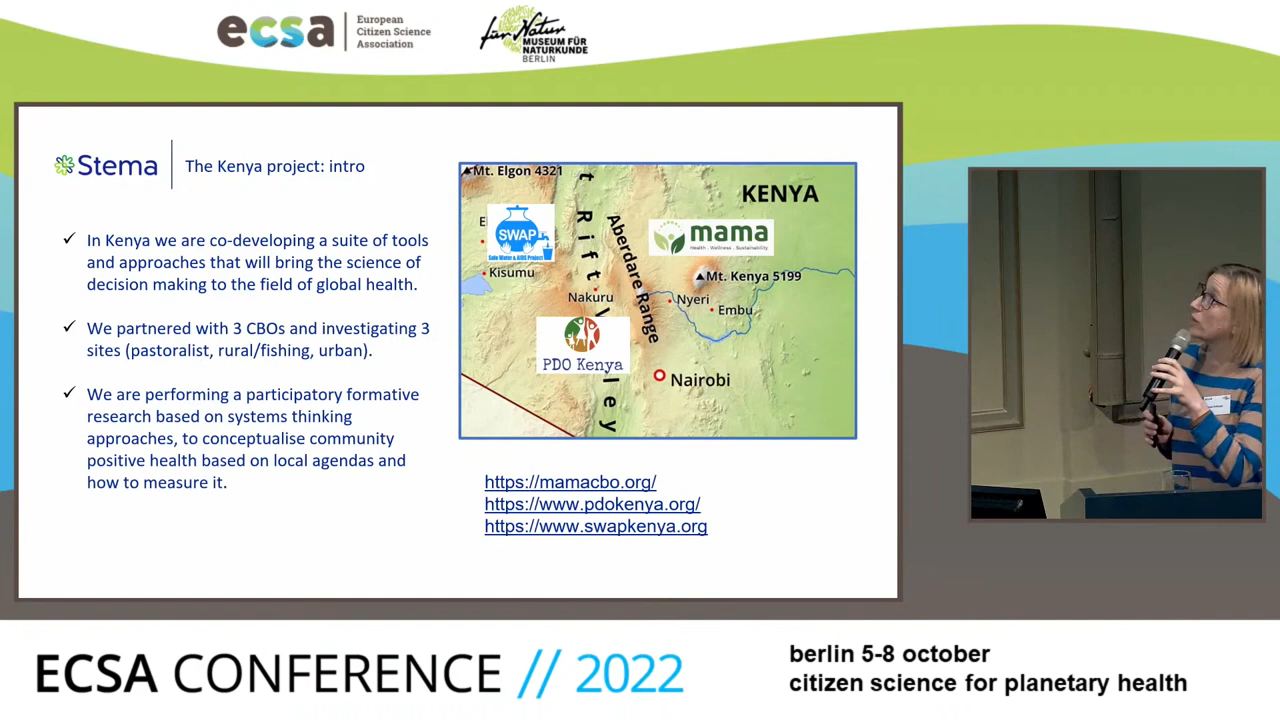 ecsa
European
Citizen Science
Association
für Natur
MUSEUM FÜR
NATURKUNDE
BERLIN
Stema
The Kenya project: intro
✓ In Kenya we are co-developing a suite of tools
and approaches that will bring the science of
decision making to the field of global health.
✓ We partnered with 3 CBOs and investigating 3
sites (pastoralist, rural/fishing, urban).
✓ We are performing a participatory formative
research based on systems thinking
approaches, to conceptualise community
positive health based on local agendas and
how to measure it.
Mt. Elgon 4321
KENYA
SWAP
Safe Water & AIDS Project
mama
Health . Wellness . Sustainability
Kisumu
Aberdare Range
Mt. Kenya 5199
Nakuru
Nyeri
Embu
PDO Kenya
Nairobi
https://mamacbo.org/
https://www.pdokenya.org/
https://www.swapkenya.org
ECSA CONFERENCE // 2022
berlin 5-8 october
citizen science for planetary health